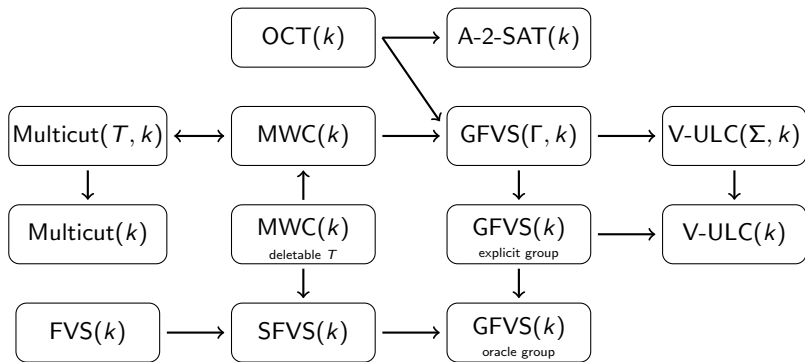 OCT(k)
A-2-SAT(k)
Multicut(T, k)
MWC(k)
GFVS(Γ, k)
V-ULC(Σ, k)
Multicut(k)
MWC(k)
deletable T
GFVS(k)
explicit group
V-ULC(k)
FVS(k)
SFVS(k)
GFVS(k)
oracle group